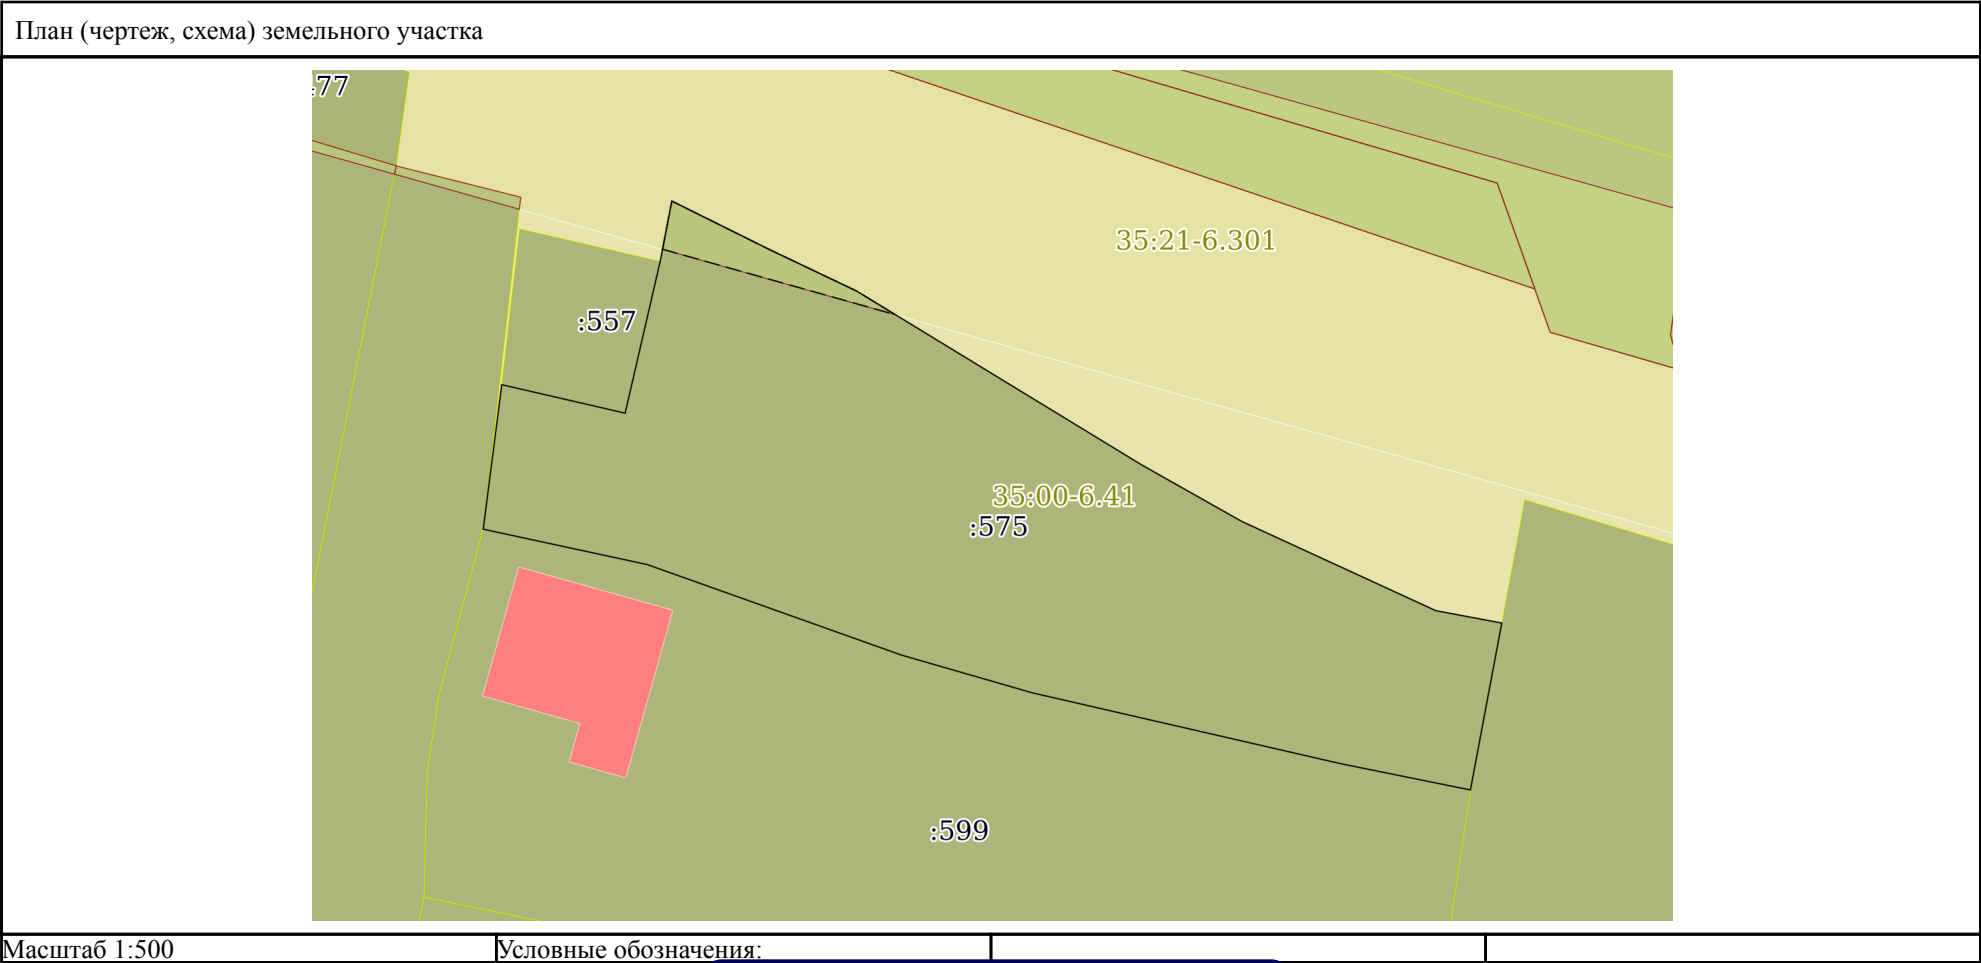 План (чертеж, схема) земельного участка
:77
35:21-6.301
:557
35:00-6.41
:575
:599
Масштаб 1:500
Условные обозначения: